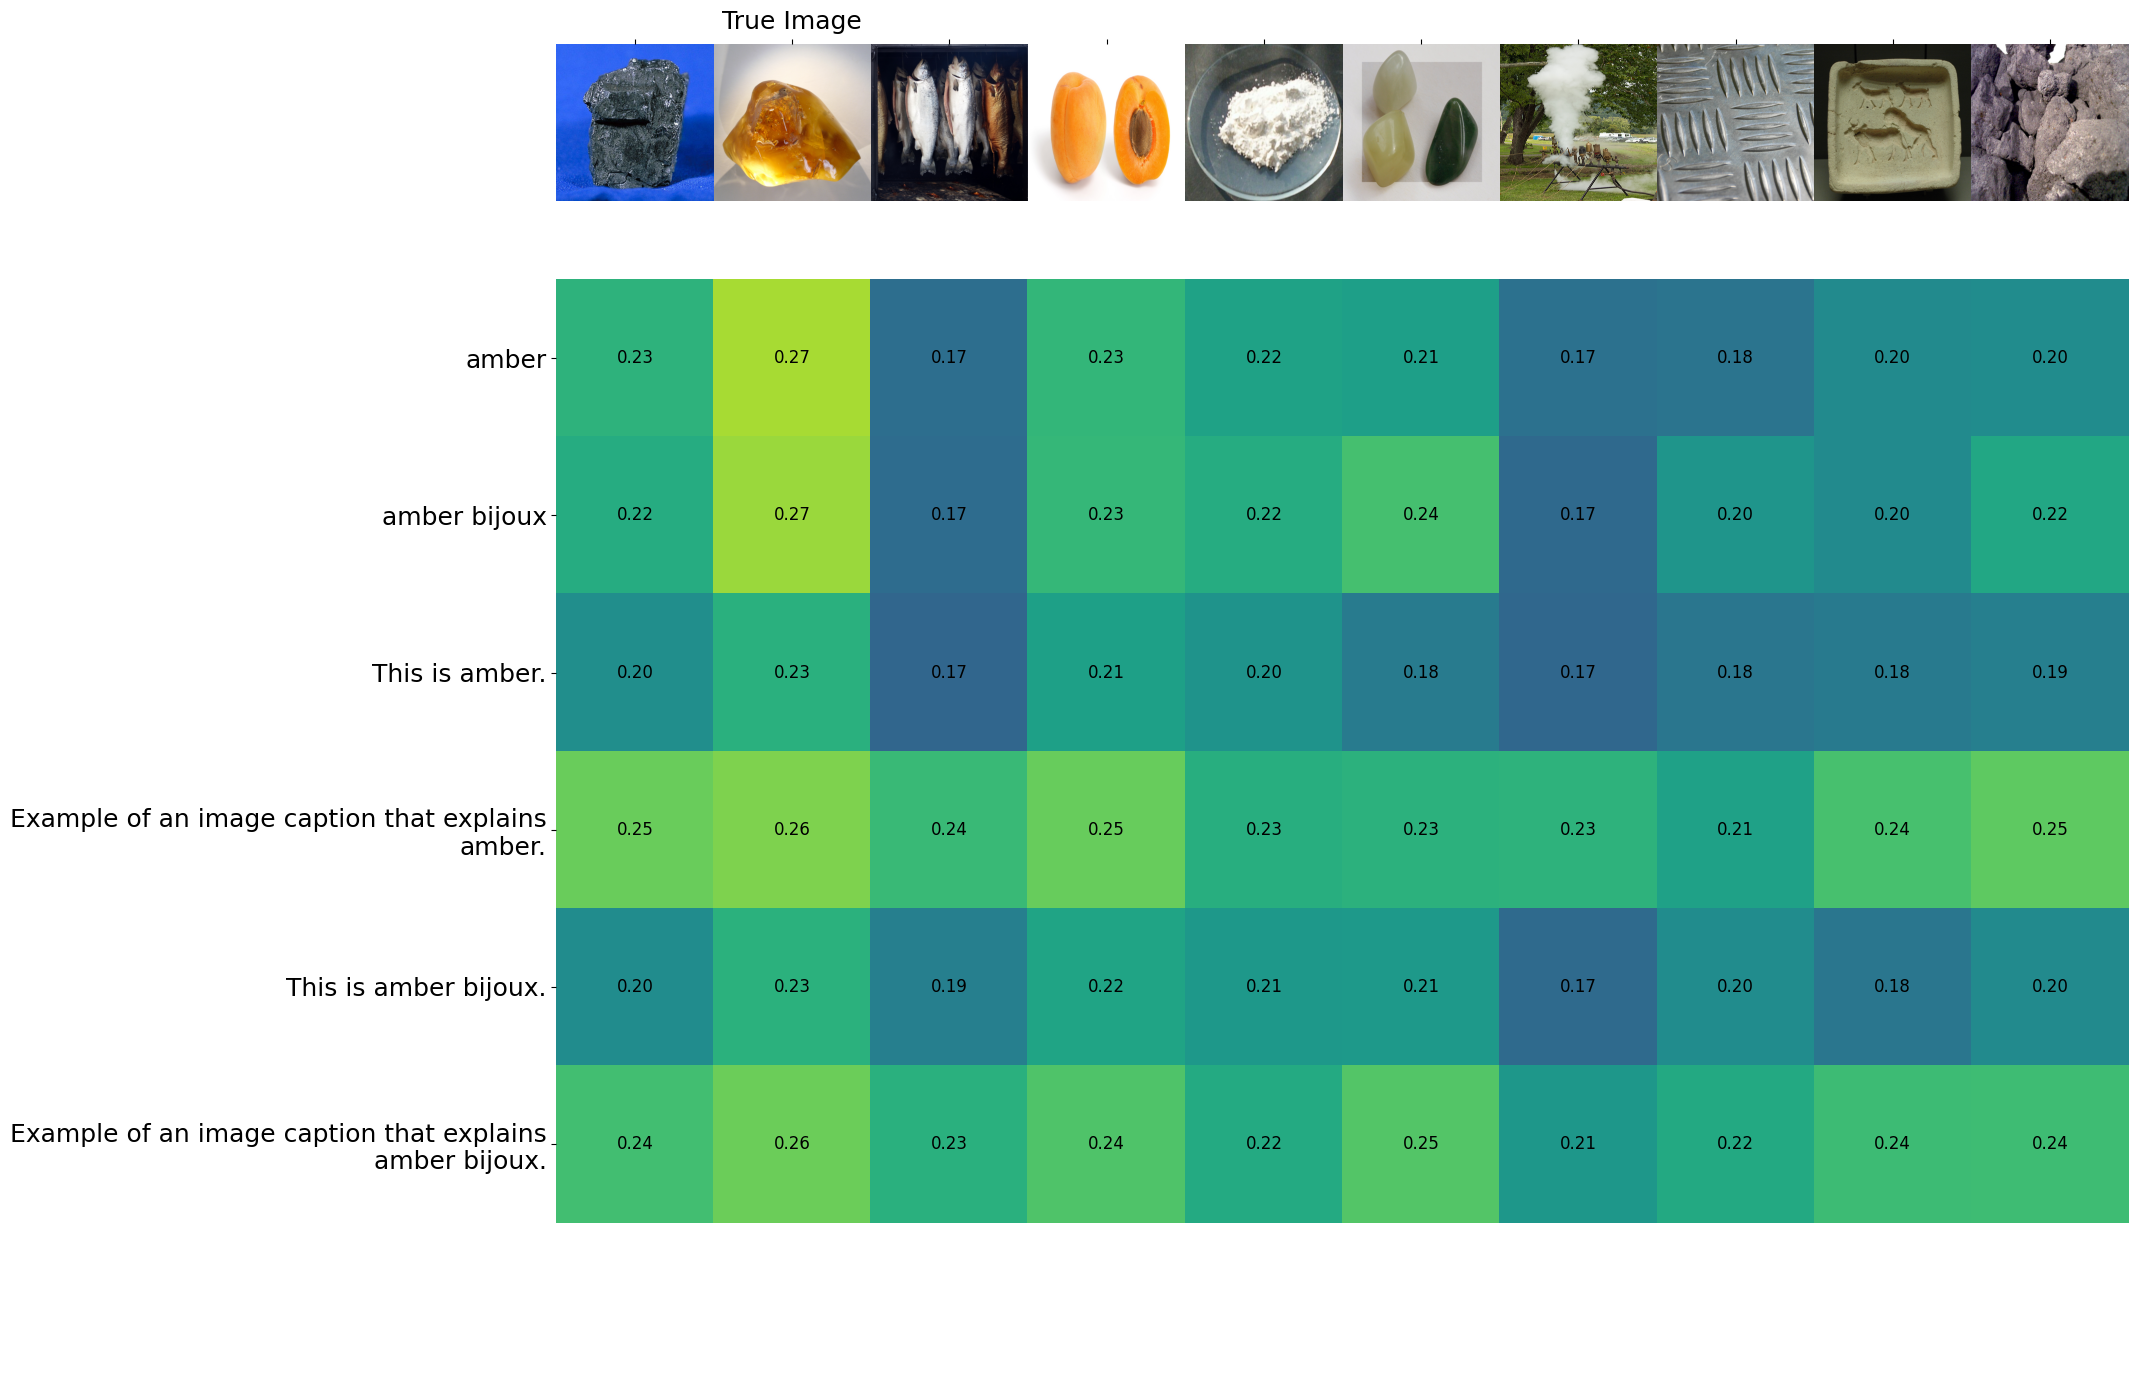 True Image
amber
0.23 0.27 0.17 0.23 0.22 0.21 0.17 0.18 0.20 0.20
amber bijoux
0.22 0.27 0.17 0.23 0.22 0.24 0.17 0.20 0.20 0.22
This is amber.
0.20 0.23 0.17 0.21 0.20 0.18 0.17 0.18 0.18 0.19
Example of an image caption that explains
amber.
0.25 0.26 0.24 0.25 0.23 0.23 0.23 0.21 0.24 0.25
This is amber bijoux.
0.20 0.23 0.19 0.22 0.21 0.21 0.17 0.20 0.18 0.20
Example of an image caption that explains
amber bijoux.
0.24 0.26 0.23 0.24 0.22 0.25 0.21 0.22 0.24 0.24